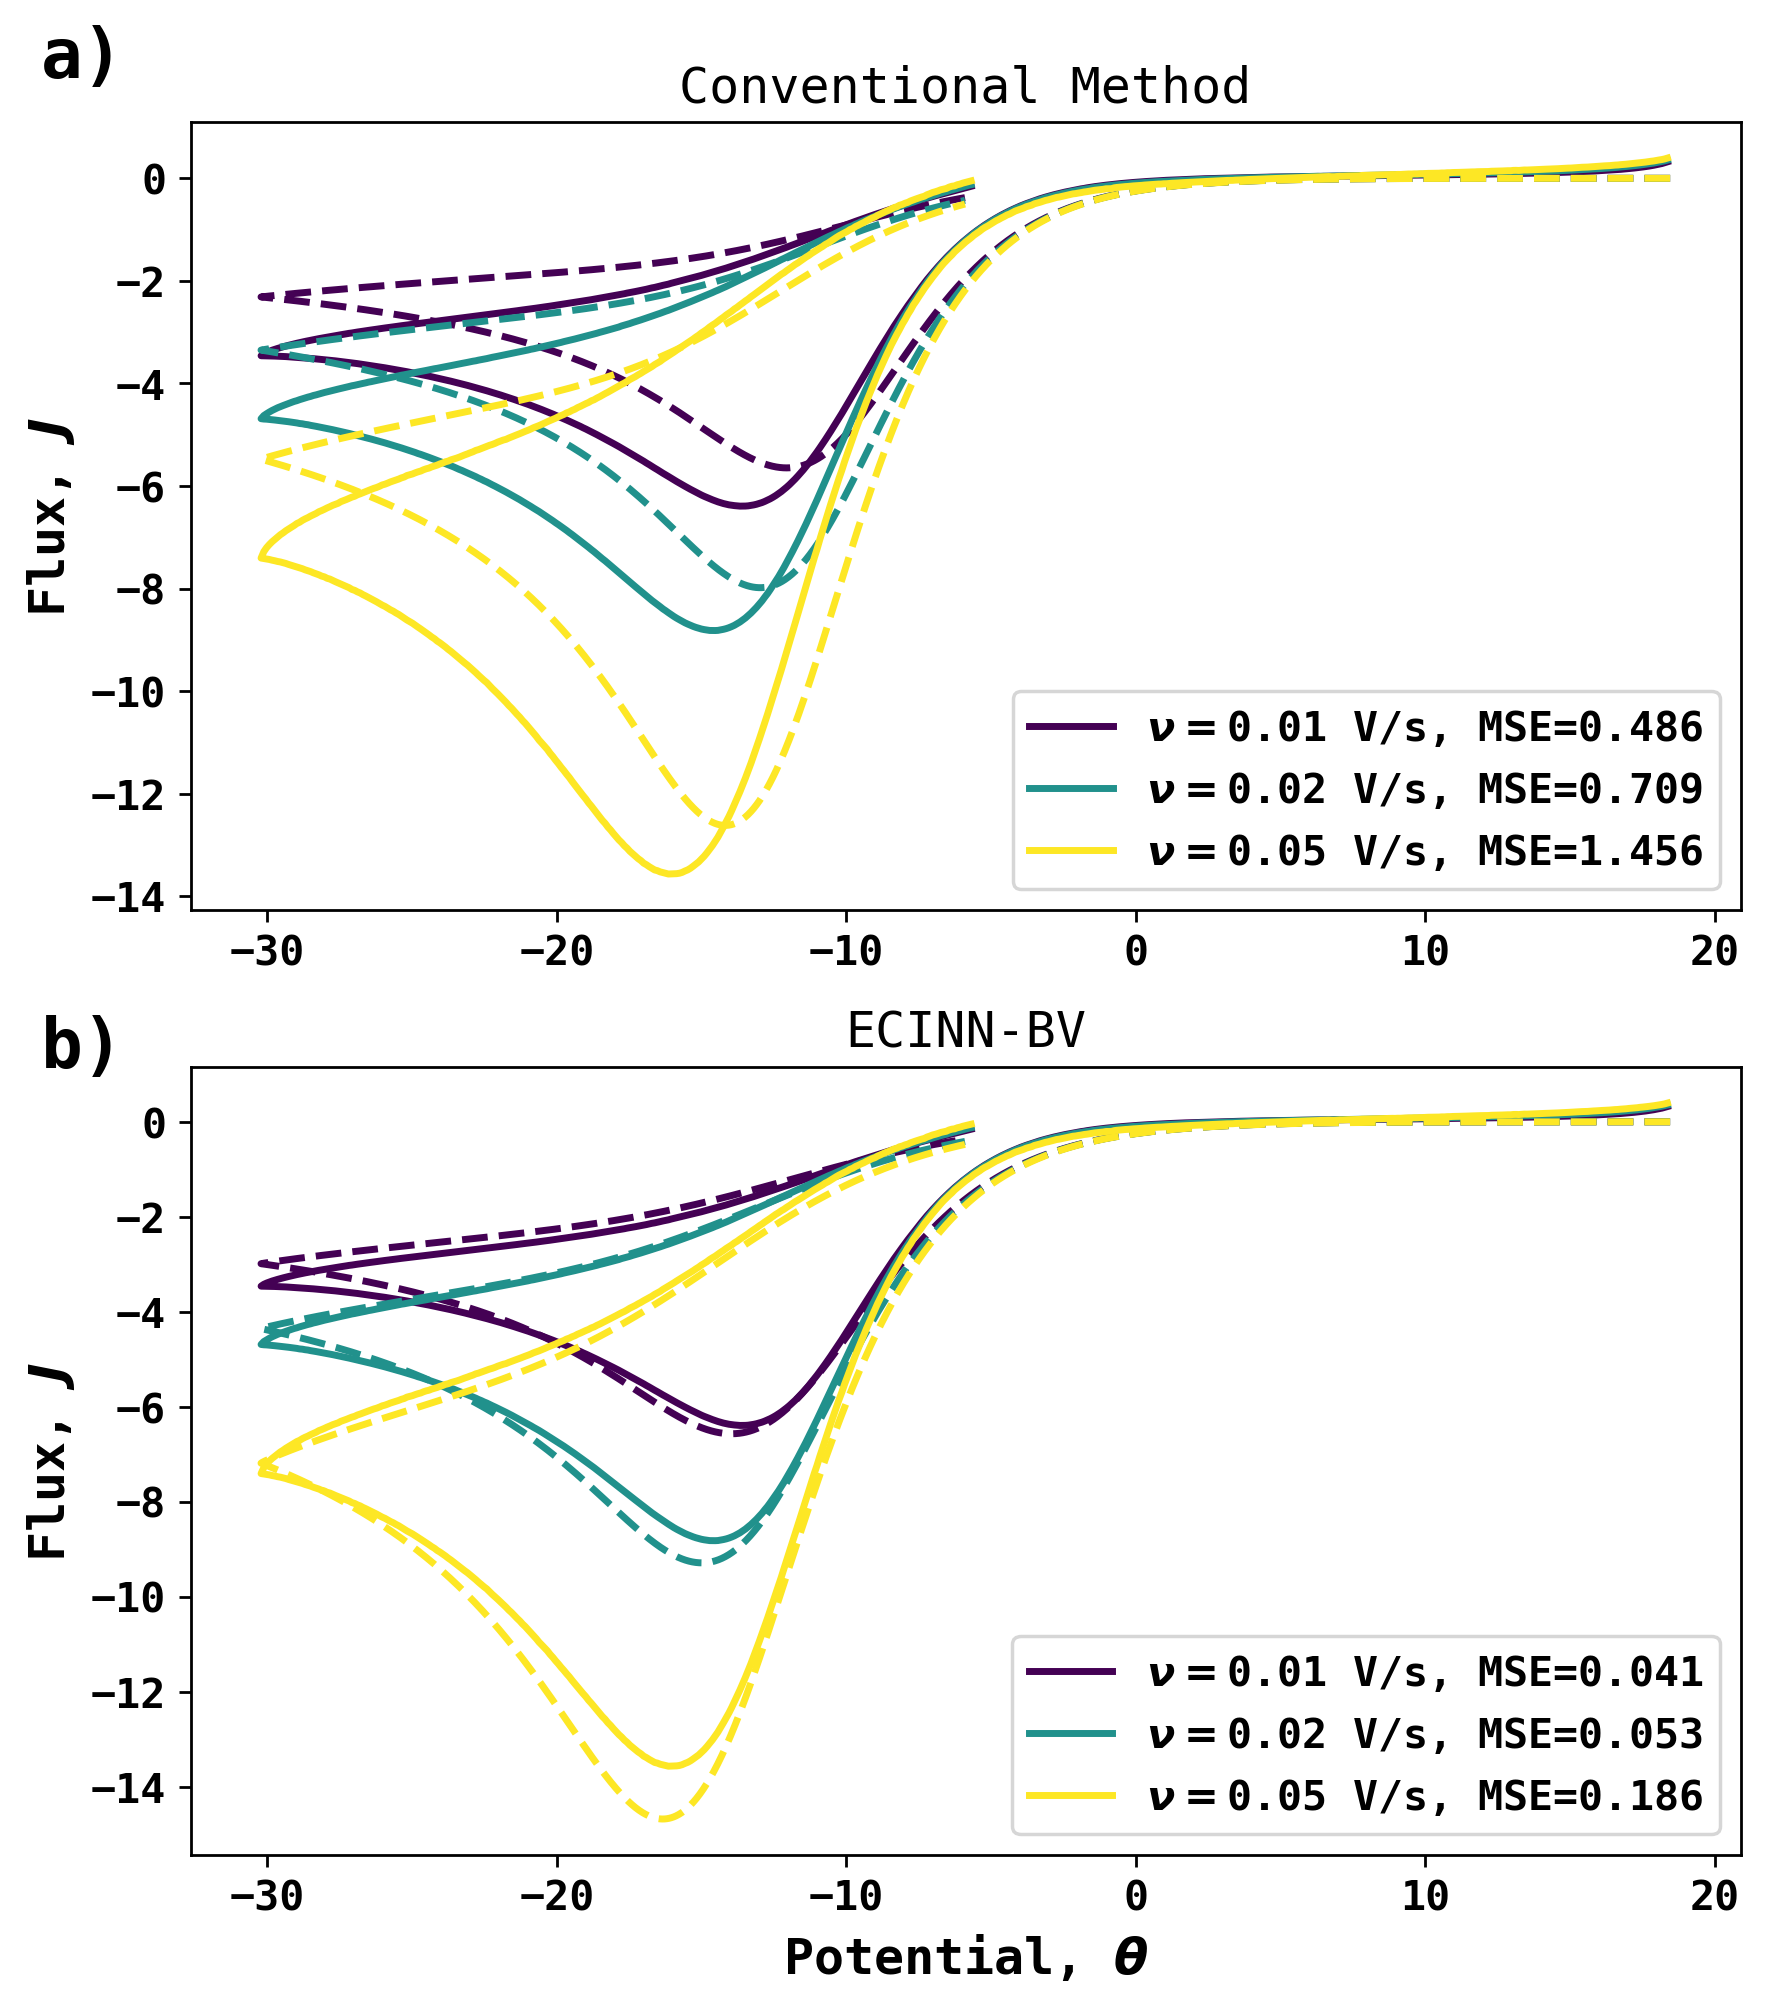 a)
Conventional Method
Flux, J
0
−2
−4
−6
−8
−10
−12
−14
ν=0.01 V/s, MSE=0.486
ν=0.02 V/s, MSE=0.709
ν=0.05 V/s, MSE=1.456
−30 −20 −10 0 10 20
b)
ECINN-BV
Flux, J
0
−2
−4
−6
−8
−10
−12
−14
ν=0.01 V/s, MSE=0.041
ν=0.02 V/s, MSE=0.053
ν=0.05 V/s, MSE=0.186
−30 −20 −10 0 10 20
Potential, θ